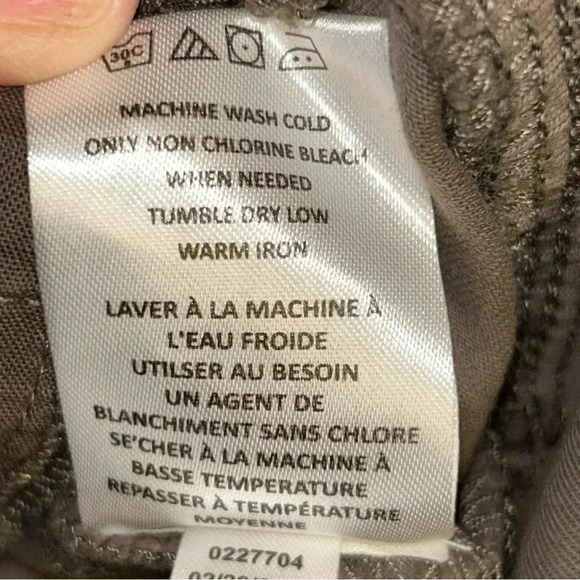 30C
MACHINE WASH COLD
ONLY NON CHLORINE BLEACH
WHEN NEEDED
TUMBLE DRY LOW
WARM IRON
LAVER À LA MACHINE À
L'EAU FROIDE
UTILSER AU BESOIN
UN AGENT DE
BLANCHIMENT SANS CHLORE
SE'CHER À LA MACHINE À
BASSE TEMPERATURE
REPASSER À TEMPÉRATURE
MOYENNE
0227704